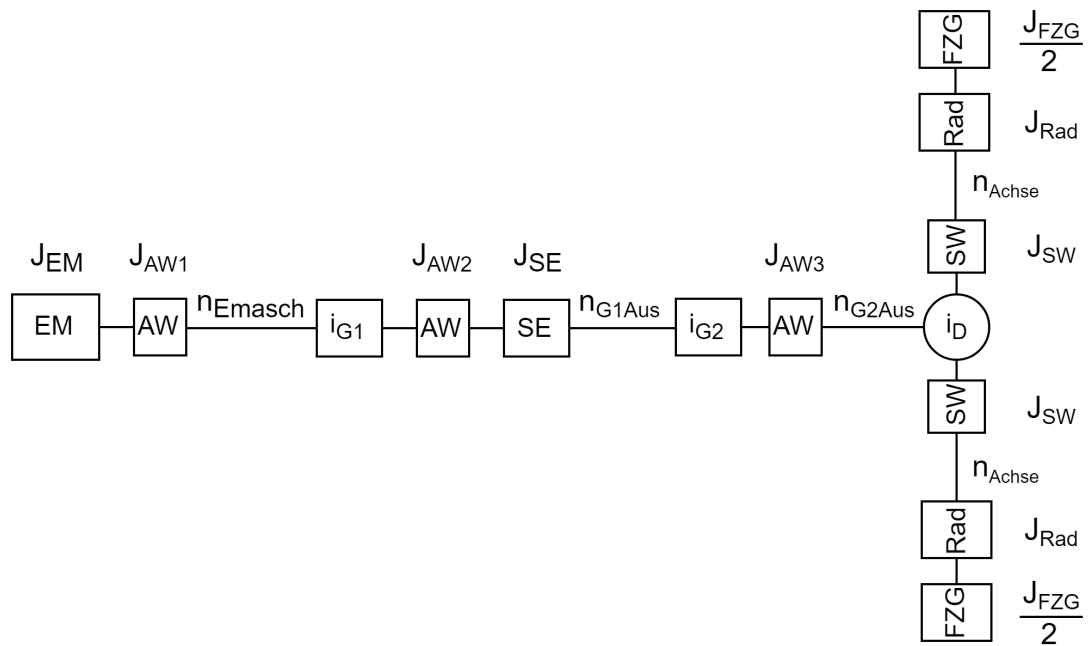 FZG
J_FZG
2
Rad
J_Rad
n_Achse
SW
J_SW
J_EM
J_AW1
J_AW2
J_SE
J_AW3
EM
AW
n_Emasch
i_G1
AW
SE
n_G1Aus
i_G2
AW
n_G2Aus
i_D
SW
J_SW
n_Achse
Rad
J_Rad
FZG
J_FZG
2